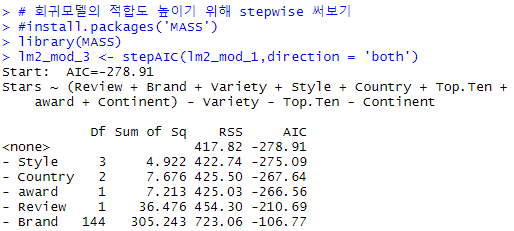 > # 회귀모델의 적합도 높이기 위해 stepwise 써보기
> #install.packages('MASS')
> library(MASS)
> lm2_mod_3 <- stepAIC(lm2_mod_1,direction = 'both')
Start:  AIC=-278.91
Stars ~ (Review + Brand + Variety + Style + Country + Top.Ten +
    award + Continent) - Variety - Top.Ten - Continent

           Df Sum of Sq    RSS     AIC
<none>                  417.82 -278.91
- Style     3     4.922 422.74 -275.09
- Country   2     7.676 425.50 -267.64
- award     1     7.213 425.03 -266.56
- Review    1    36.476 454.30 -210.69
- Brand   144   305.243 723.06 -106.77